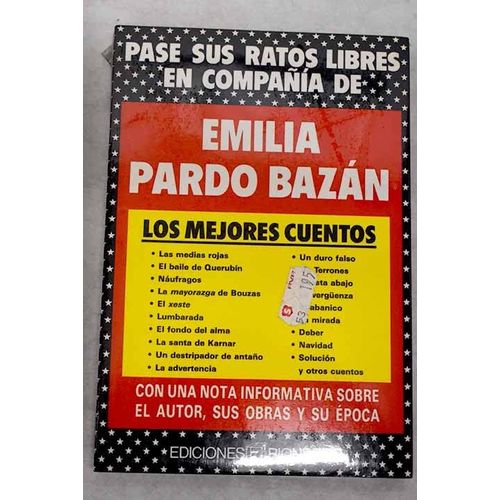 PASE SUS RATOS LIBRES
EN COMPAÑÍA DE
EMILIA
PARDO BAZÁN
LOS MEJORES CUENTOS
• Las medias rojas
• El baile de Querubín
• Náufragos
• La mayorazga de Bouzas
• El xeste
• Lumbarada
• El fondo del alma
• La santa de Karnar
• Un destripador de antaño
• La advertencia
• Un duro falso
Terrones
abajo
mirada
• Deber
• Navidad
• Solución
y otros cuentos
CON UNA NOTA INFORMATIVA SOBRE
EL AUTOR, SUS OBRAS Y SU ÉPOCA
EDICIONES